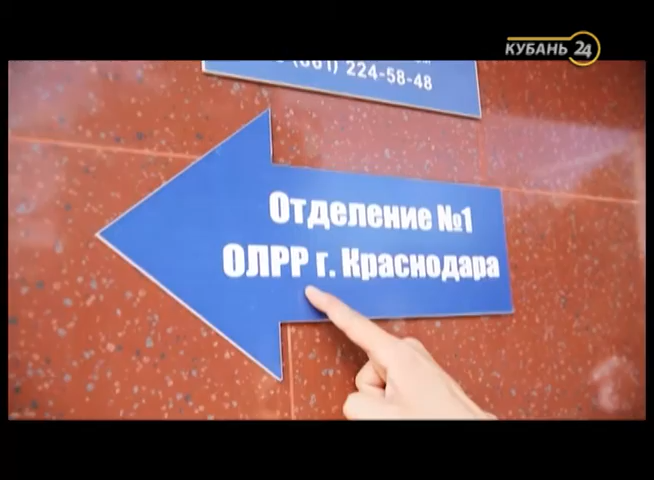 КУБАНЬ 24
(861) 224-58-48
Отделение №1
ОЛРР г. Краснодара